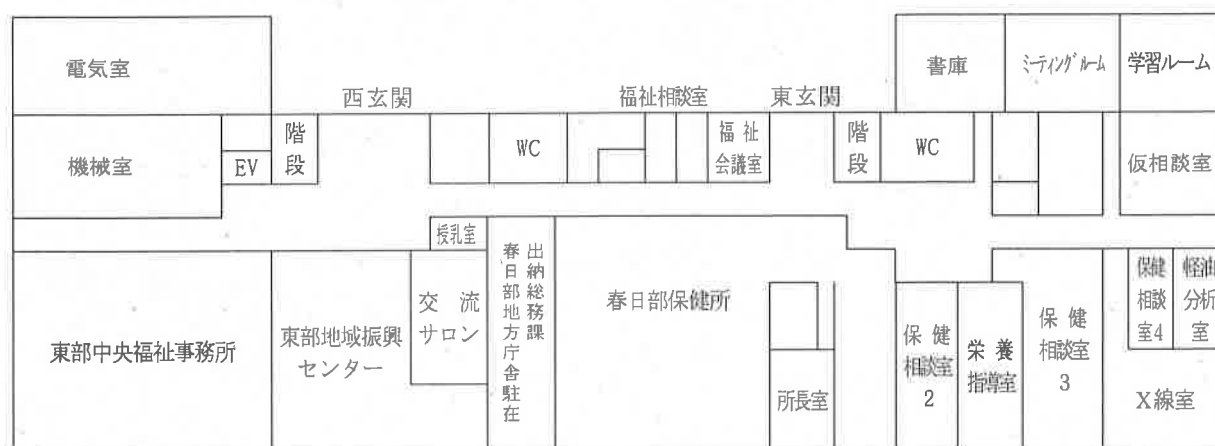 電気室
書庫
ミーティングルーム
学習ルーム
西玄関
福祉相談室
東玄関
機械室
EV
階段
WC
福祉
会議室
階段
WC
仮相談室
授乳室
東部中央福祉事務所
東部地域振興
センター
交流
サロン
出納総務課
春日部地方庁舎駐在
春日部保健所
所長室
保健
相談室
2
栄養
指導室
保健
相談室
3
保健
相談
室4
軽油
分析
室
X線室